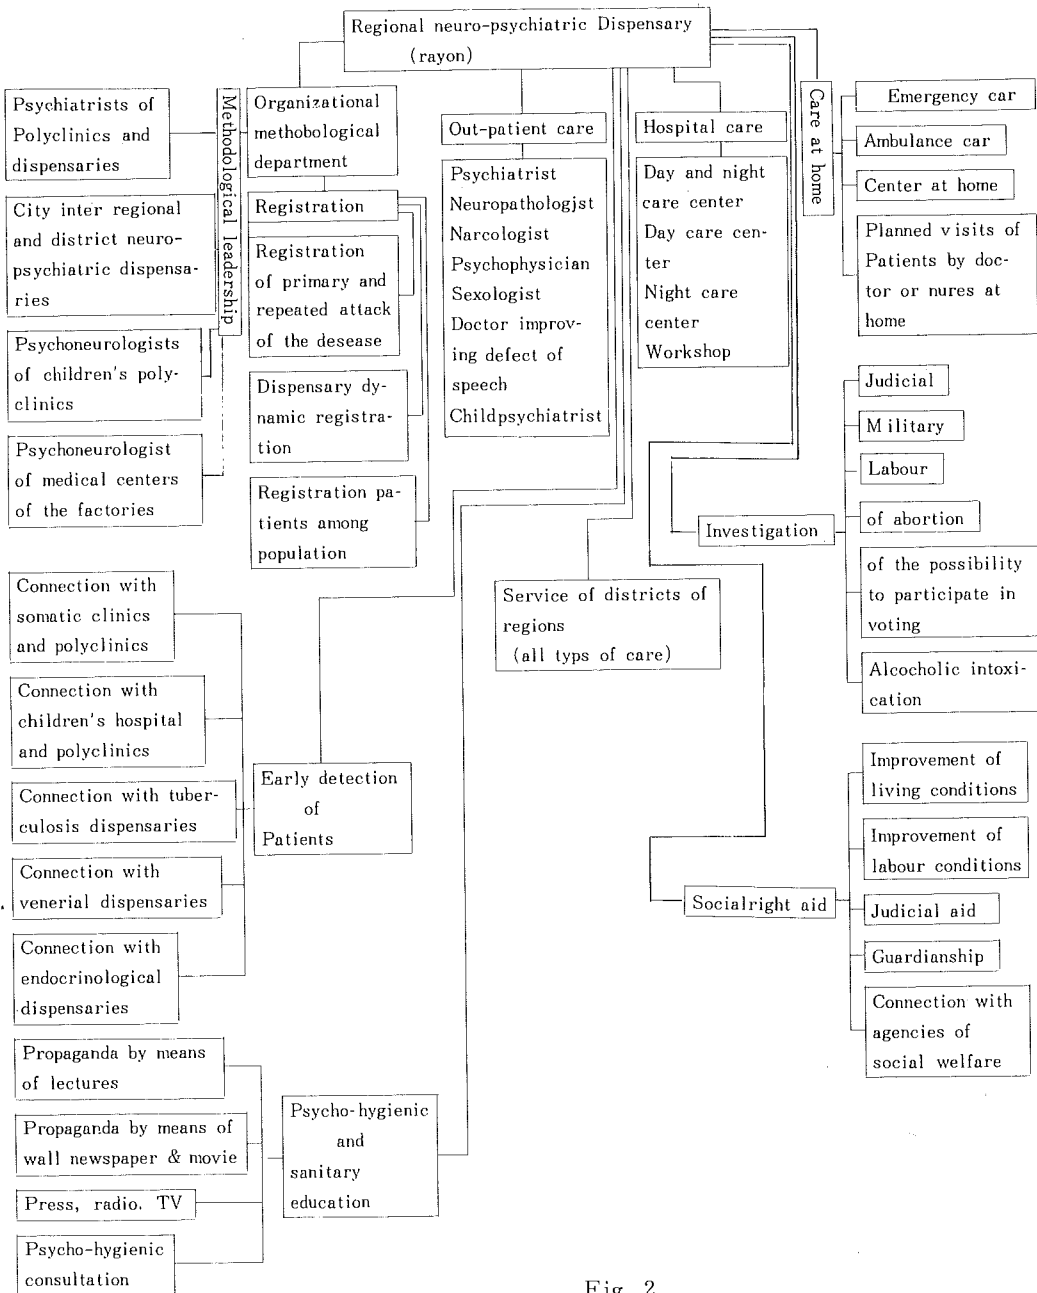 Regional neuro-psychiatric Dispensary
(rayon)
Psychiatrists of
Polyclinics and
dispensaries
City inter regional
and district neuro-
psychiatric dispensa-
ries
Psychoneurologists
of children's poly-
clinics
Psychoneurologist
of medical centers
of the factories
Methodological leadership
Organizational
methobological
department
Registration
Registration
of primary and
repeated attack
of the desease
Dispensary dy-
namic registra-
tion
Registration pa-
tients among
population
Out-patient care
Psychiatrist
Neuropathologjst
Narcologist
Psychophysician
Sexologist
Doctor improv-
ing defect of
speech
Childpsychiatrist
Hospital care
Day and night
care center
Day care cen-
ter
Night care
center
Workshop
Care at home
Emergency car
Ambulance car
Center at home
Planned visits of
Patients by doc-
tor or nures at
home
Investigation
Judicial
Military
Labour
of abortion
of the possibility
to participate in
voting
Alcocholic intoxi-
cation
Service of districts of
regions
(all typs of care)
Connection with
somatic clinics
and polyclinics
Connection with
children's hospital
and polyclinics
Connection with tuber-
culosis dispensaries
Connection with
venerial dispensaries
Connection with
endocrinological
dispensaries
Early detection
of
Patients
Socialright aid
Improvement of
living conditions
Improvement of
labour conditions
Judicial aid
Guardianship
Connection with
agencies of
social welfare
Propaganda by means
of lectures
Propaganda by means of
wall newspaper & movie
Press, radio. TV
Psycho-hygienic
consultation
Psycho-hygienic
and
sanitary
education
Fig. 2